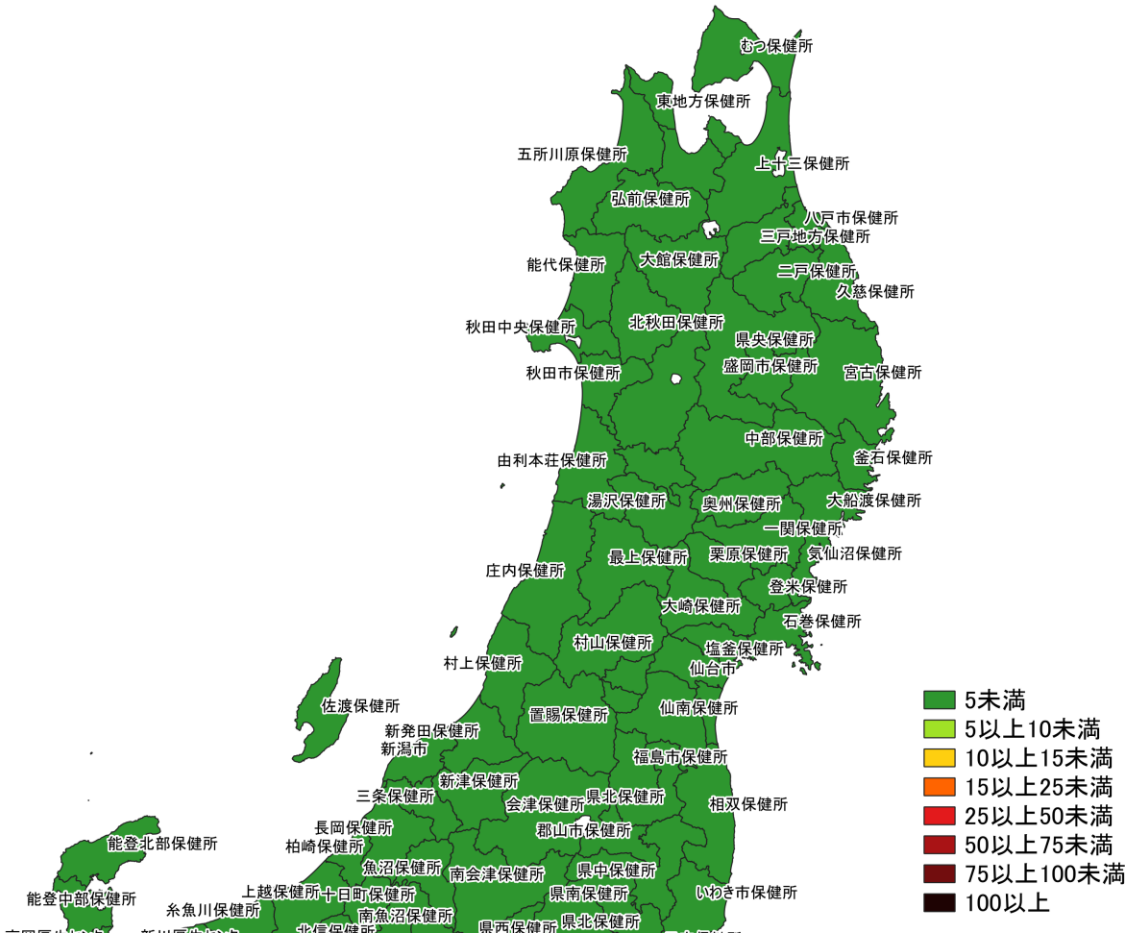 むつ保健所
東地方保健所
五所川原保健所
上十三保健所
弘前保健所
八戸市保健所
三戸地方保健所
大館保健所
能代保健所
二戸保健所
久慈保健所
北秋田保健所
秋田中央保健所
県央保健所
盛岡市保健所
秋田市保健所
宮古保健所
中部保健所
釜石保健所
由利本荘保健所
湯沢保健所
奥州保健所
大船渡保健所
一関保健所
最上保健所
栗原保健所
気仙沼保健所
庄内保健所
登米保健所
大崎保健所
石巻保健所
村山保健所
塩釜保健所
村上保健所
仙台市
佐渡保健所
置賜保健所
仙南保健所
新発田保健所
新潟市
福島市保健所
新津保健所
三条保健所
会津保健所
県北保健所
相双保健所
長岡保健所
郡山市保健所
柏崎保健所
能登北部保健所
魚沼保健所
南会津保健所
県中保健所
上越保健所
十日町保健所
県南保健所
いわき市保健所
能登中部保健所
糸魚川保健所
南魚沼保健所
県西保健所
県北保健所
北信保健所
5未満
5以上10未満
10以上15未満
15以上25未満
25以上50未満
50以上75未満
75以上100未満
100以上